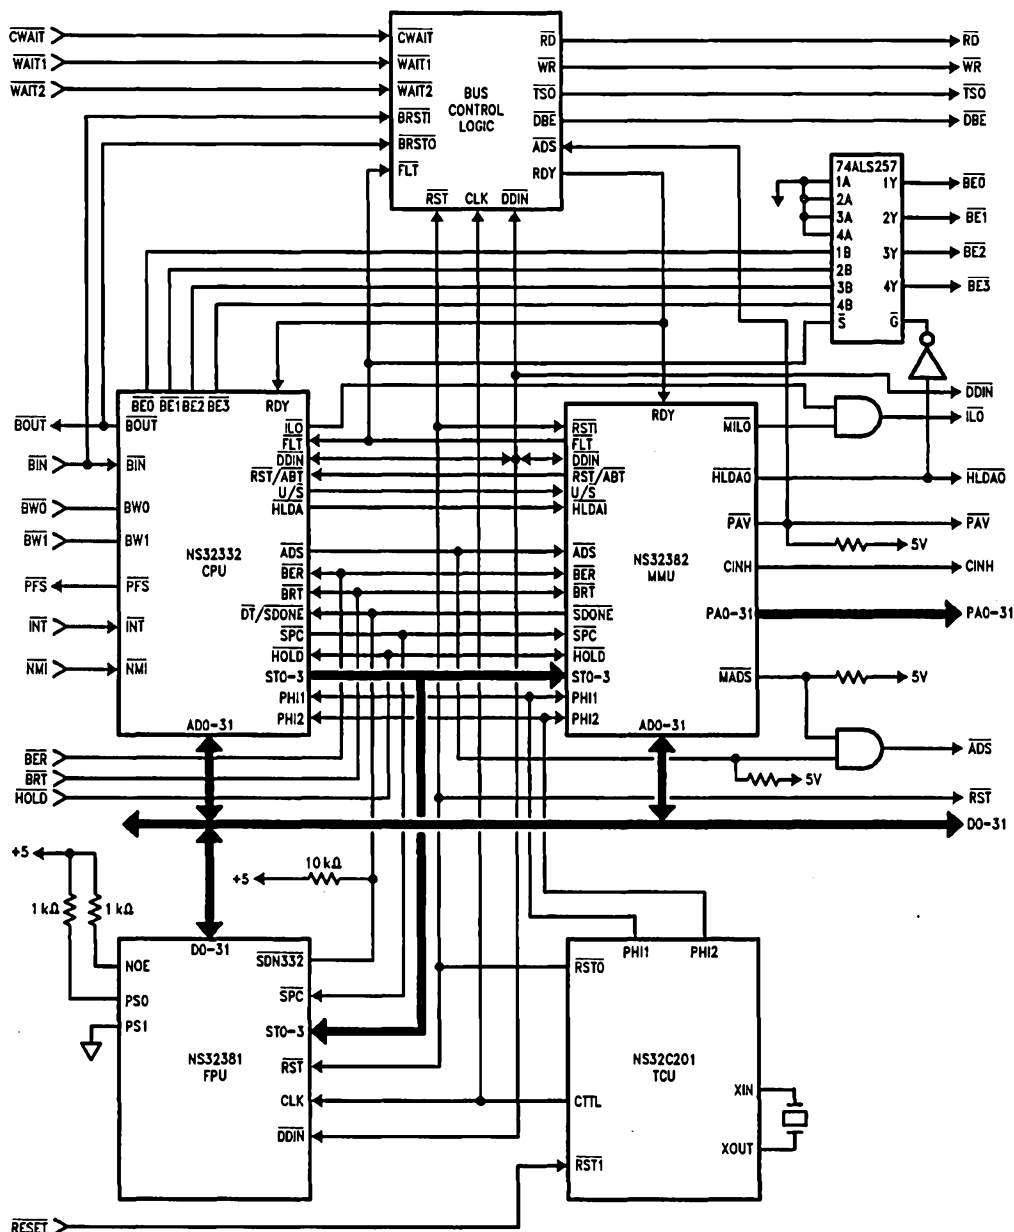 CWAIT
WAIT1
WAIT2
CWAIT
WAIT1
WAIT2
BRSTI
BRSTO
FLT
BUS
CONTROL
LOGIC
RST CLK DDIN
RD
WR
TSO
DBE
ADS
RDY
RD
WR
TSO
DBE
74ALS257
1A
2A
3A
4A
1B
2B
3B
4B
S
1Y
2Y
3Y
4Y
G
BE0
BE1
BE2
BE3
BOUT
BIN
BW0
BW1
PFS
INT
NMI
BE0 BE1 BE2 BE3 RDY
BOUT
BIN
BW0
BW1
PFS
INT
NMI
NS32332
CPU
ILO
FLT
DDIN
RST/ABT
U/S
HLDA
ADS
BER
BRT
DT/SDONE
SPC
HOLD
ST0-3
PHI1
PHI2
AD0-31
RDY
RSTI
FLT
DDIN
RST/ABT
U/S
HLDAI
ADS
BER
BRT
SDONE
SPC
HOLD
ST0-3
PHI1
PHI2
AD0-31
NS32382
MMU
MILO
HLDAO
PAV
CINH
PA0-31
MADS
DDIN
ILO
HLDAO
PAV
5V
CINH
PA0-31
5V
ADS
5V
RST
D0-31
BER
BRT
HOLD
+5
1 kΩ
1 kΩ
+5
10 kΩ
D0-31
NOE
PS0
PS1
NS32381
FPU
SDN332
SPC
ST0-3
RST
CLK
DDIN
PHI1 PHI2
RSTO
CTTL
RST1
NS32C201
TCU
XIN
XOUT
RESET